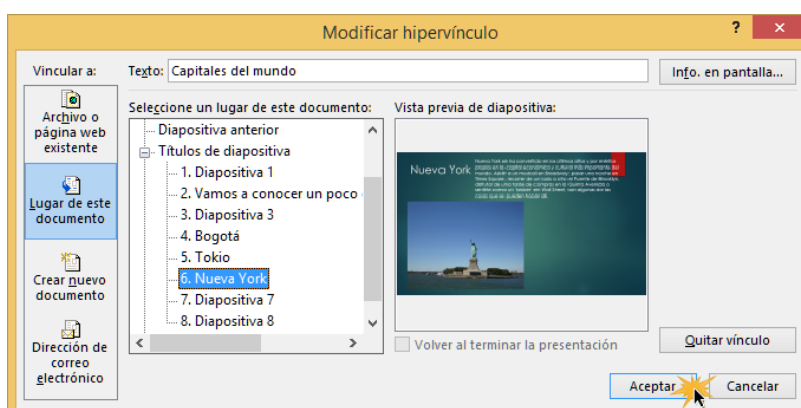 Modificar hipervínculo
?
×
Vincular a:
Texto: Capitales del mundo
Info. en pantalla...
Archivo o
página web
existente
Lugar de este
documento
Crear nuevo
documento
Dirección de
correo
electrónico
Seleccione un lugar de este documento:
Diapositiva anterior
Títulos de diapositiva
1. Diapositiva 1
2. Vamos a conocer un poco
3. Diapositiva 3
4. Bogotá
5. Tokio
6. Nueva York
7. Diapositiva 7
8. Diapositiva 8
Vista previa de diapositiva:
Nueva York
Volver al terminar la presentación
Quitar vínculo
Aceptar
Cancelar